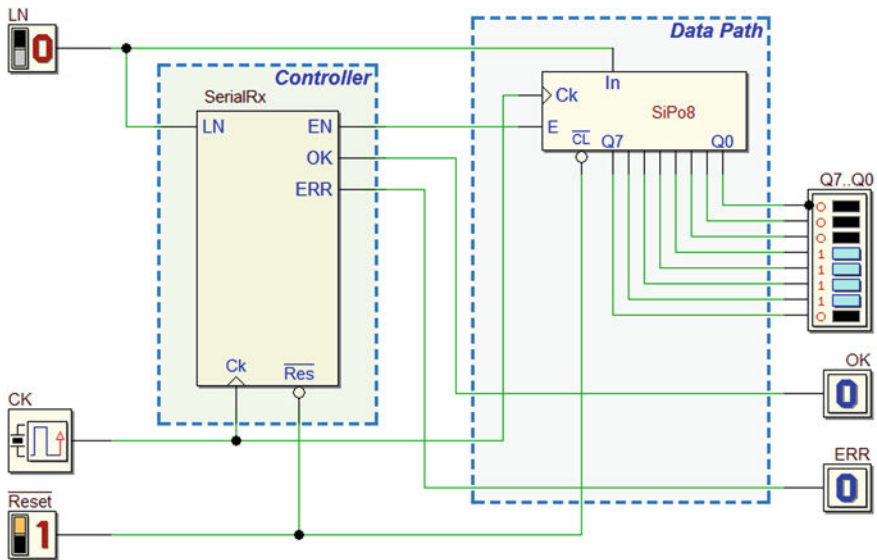 LN
0
Controller
SerialRx
LN
EN
OK
ERR
Ck
Res
Data Path
In
Ck
SiPo8
E
CL
Q7
Q0
Q7..Q0
0
0
0
1
1
1
1
0
OK
0
ERR
0
CK
Reset
1